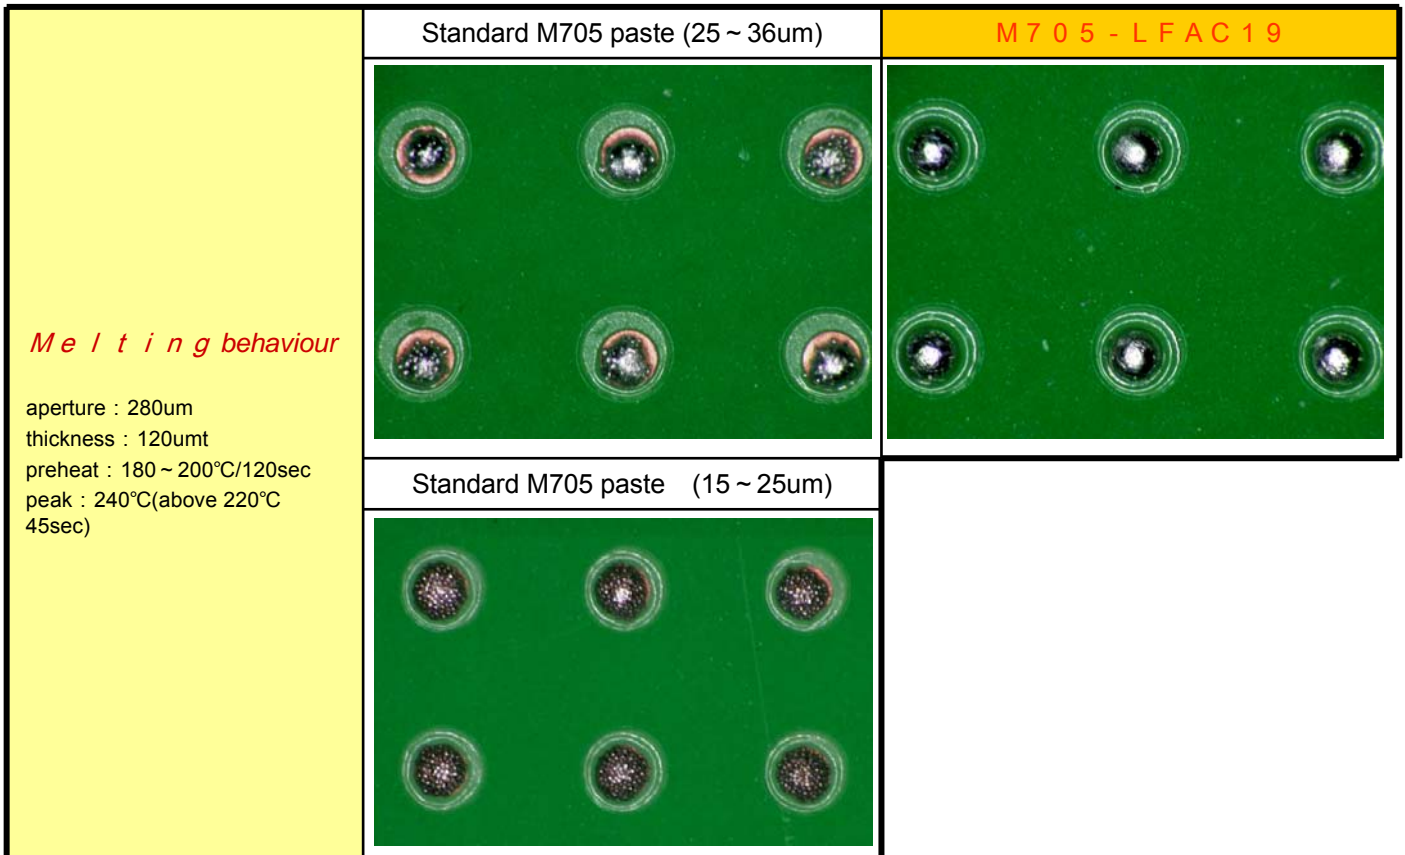 Standard M705 paste (25～36um)
M705-LFAC19
Melting behaviour
aperture：280um
thickness：120umt
preheat：180～200℃/120sec
peak：240℃(above 220℃
45sec)
Standard M705 paste (15～25um)